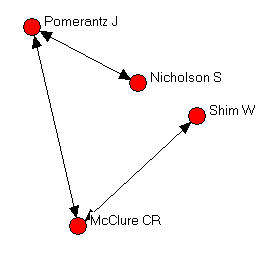 Pomerantz J
Nicholson S
Shim W
McClure CR